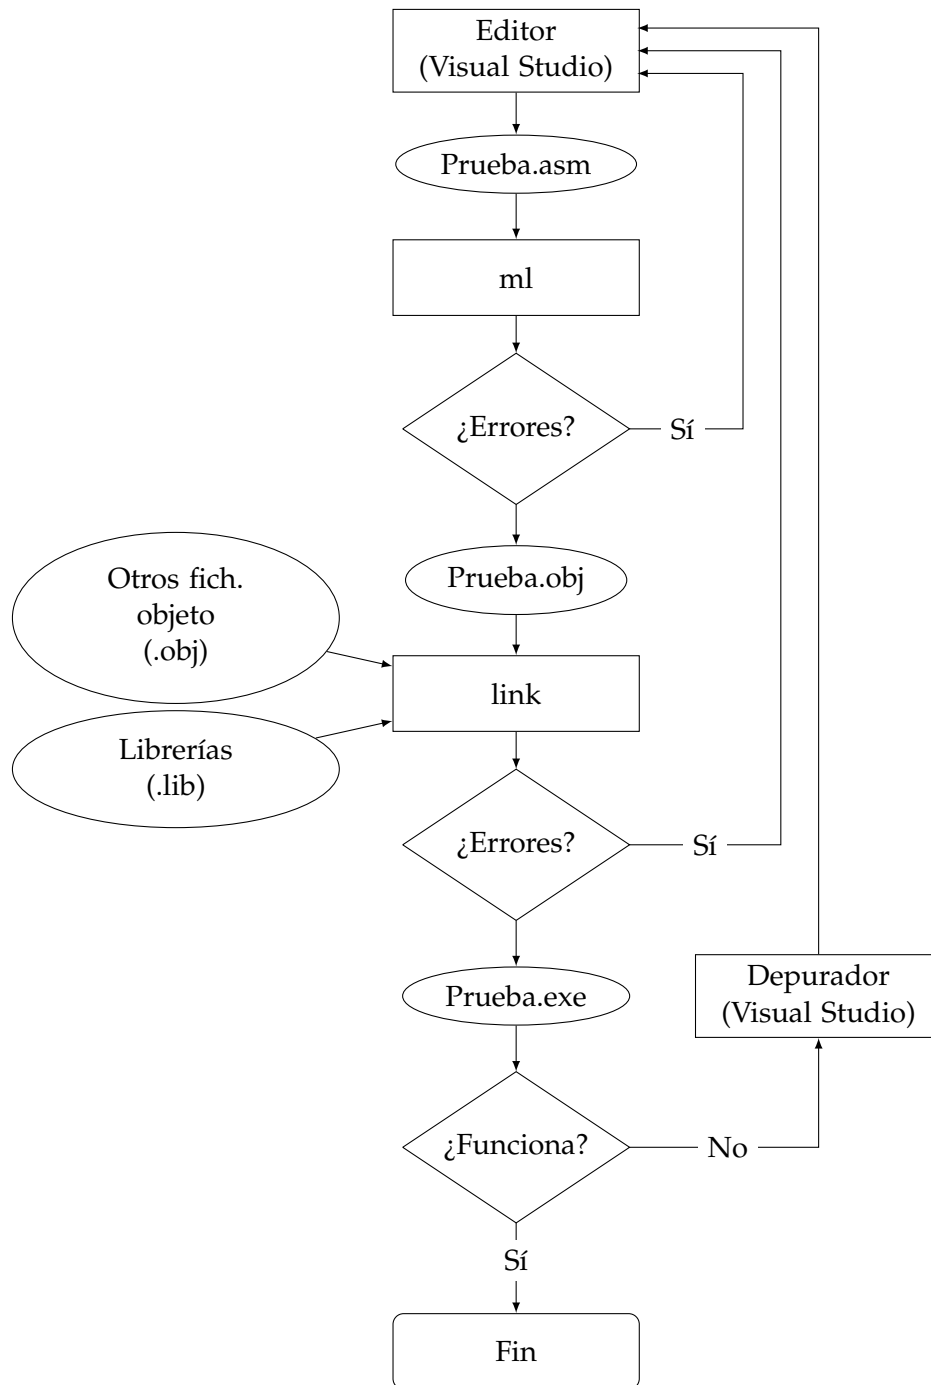 Editor
(Visual Studio)
Prueba.asm
ml
¿Errores?
Sí
Prueba.obj
Otros fich.
objeto
(.obj)
link
Librerías
(.lib)
¿Errores?
Sí
Prueba.exe
Depurador
(Visual Studio)
¿Funciona?
No
Sí
Fin